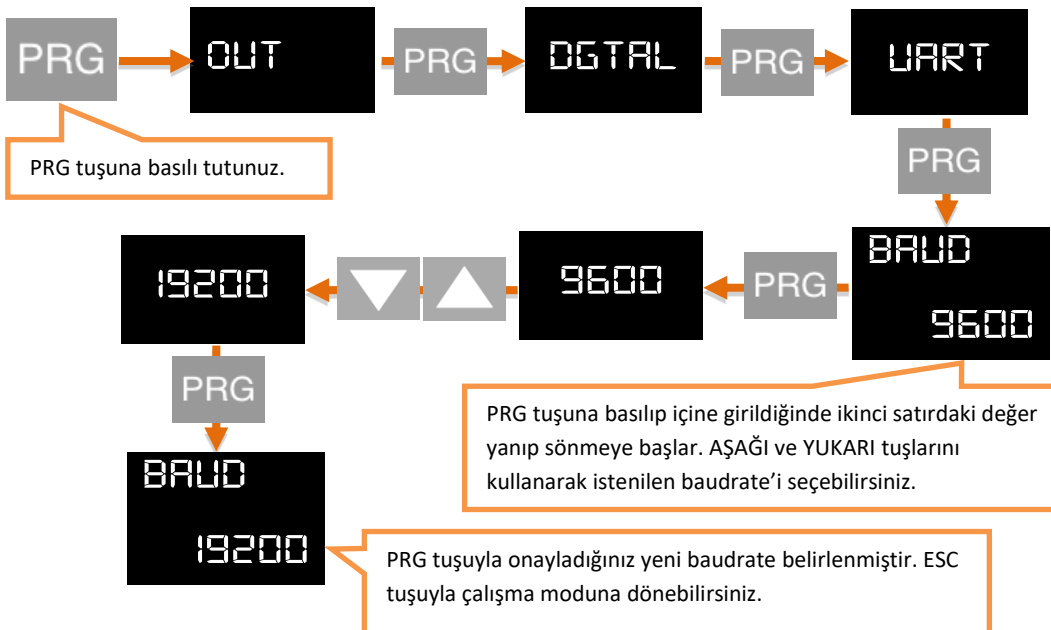 PRG
OUT
PRG
DGTAL
PRG
UART
PRG tuşuna basılı tutunuz.
PRG
BAUD
9600
PRG
9600
19200
PRG
PRG tuşuna basılıp içine girildiğinde ikinci satırdaki değer
yanıp sönmeye başlar. AŞAĞI ve YUKARI tuşlarını
kullanarak istenilen baudrate’i seçebilirsiniz.
BAUD
19200
PRG tuşuyla onayladığınız yeni baudrate belirlenmiştir. ESC
tuşuyla çalışma moduna dönebilirsiniz.